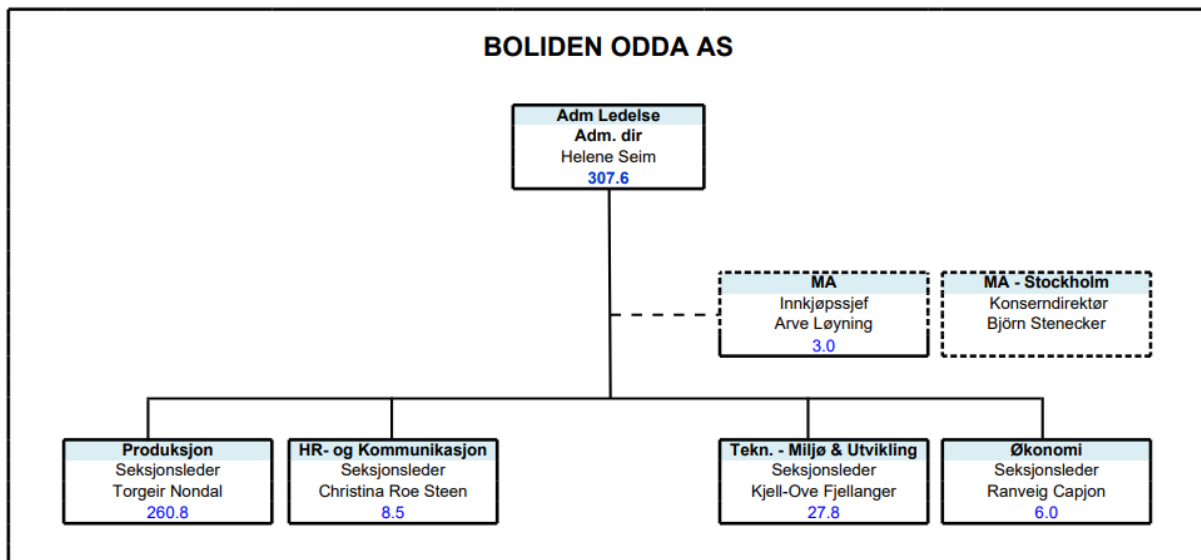 BOLIDEN ODDA AS
Adm Ledelse
Adm. dir
Helene Seim
307.6
MA
Innkjøpssjef
Arve Løyning
3.0
MA - Stockholm
Konserndirektør
Björn Stenecker
Produksjon
Seksjonsleder
Torgeir Nondal
260.8
HR- og Kommunikasjon
Seksjonsleder
Christina Roe Steen
8.5
Tekn. - Miljø & Utvikling
Seksjonsleder
Kjell-Ove Fjellanger
27.8
Økonomi
Seksjonsleder
Ranveig Capjon
6.0